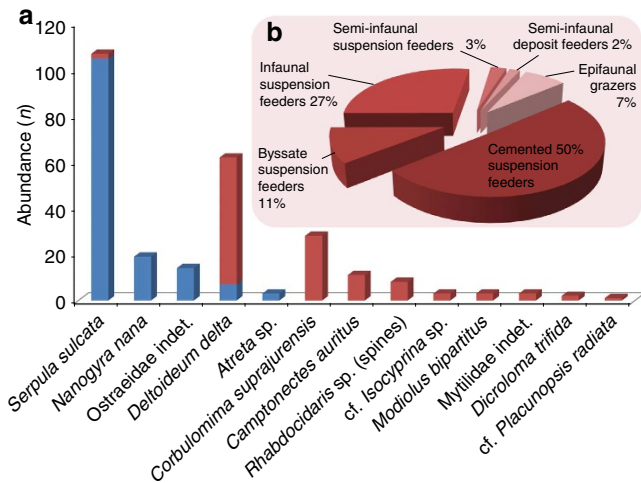 a
120
100
80
60
40
20
0
Abundance (n)
Serpula sulcata
Nanogyra nana
Ostraeidae indet.
Deltoideum delta
Atreta sp.
Corbulomima suprajurensis
Camptonectes auritus
Rhabdocidaris sp. (spines)
cf. Isocyprina sp.
Modiolus bipartitus
Mytilidae indet.
Dicroloma trifida
cf. Placunopsis radiata
b
Semi-infaunal
suspension feeders
3%
Semi-infaunal
deposit feeders 2%
Infaunal
suspension
feeders 27%
Epifaunal
grazers
7%
Byssate
suspension
feeders
11%
Cemented 50%
suspension
feeders